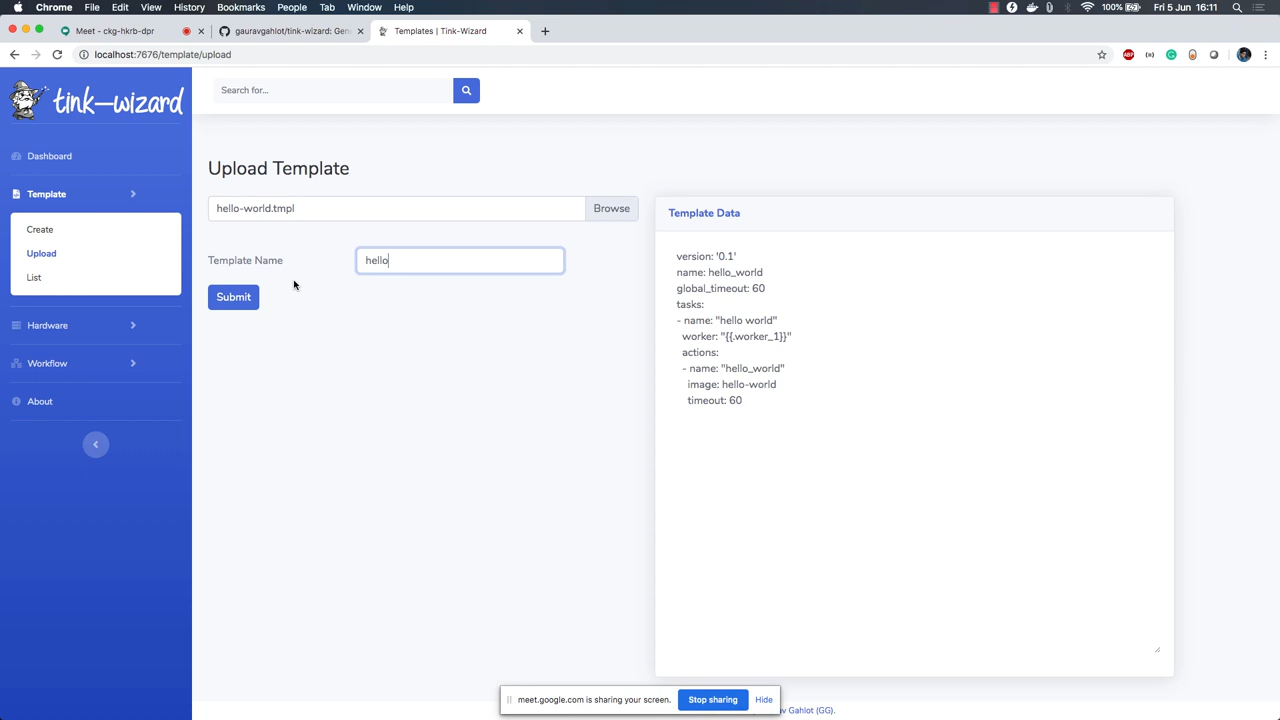 Chrome File Edit View History Bookmarks People Tab Window Help 100% Fri 5 Jun 16:11
Meet - ckg-hkrb-dpr gauravgahlot/tink-wizard: Gen Templates | Tink-Wizard
localhost:7676/template/upload
tink-wizard
Search for...
Dashboard
Template
Create
Upload
List
Hardware
Workflow
About
Upload Template
hello-world.tmpl Browse
Template Name hello
Submit
Template Data
version: '0.1'
name: hello_world
global_timeout: 60
tasks:
- name: "hello world"
worker: "{{.worker_1}}"
actions:
- name: "hello_world"
image: hello-world
timeout: 60
meet.google.com is sharing your screen. Stop sharing Hide
Gahlot (GG).